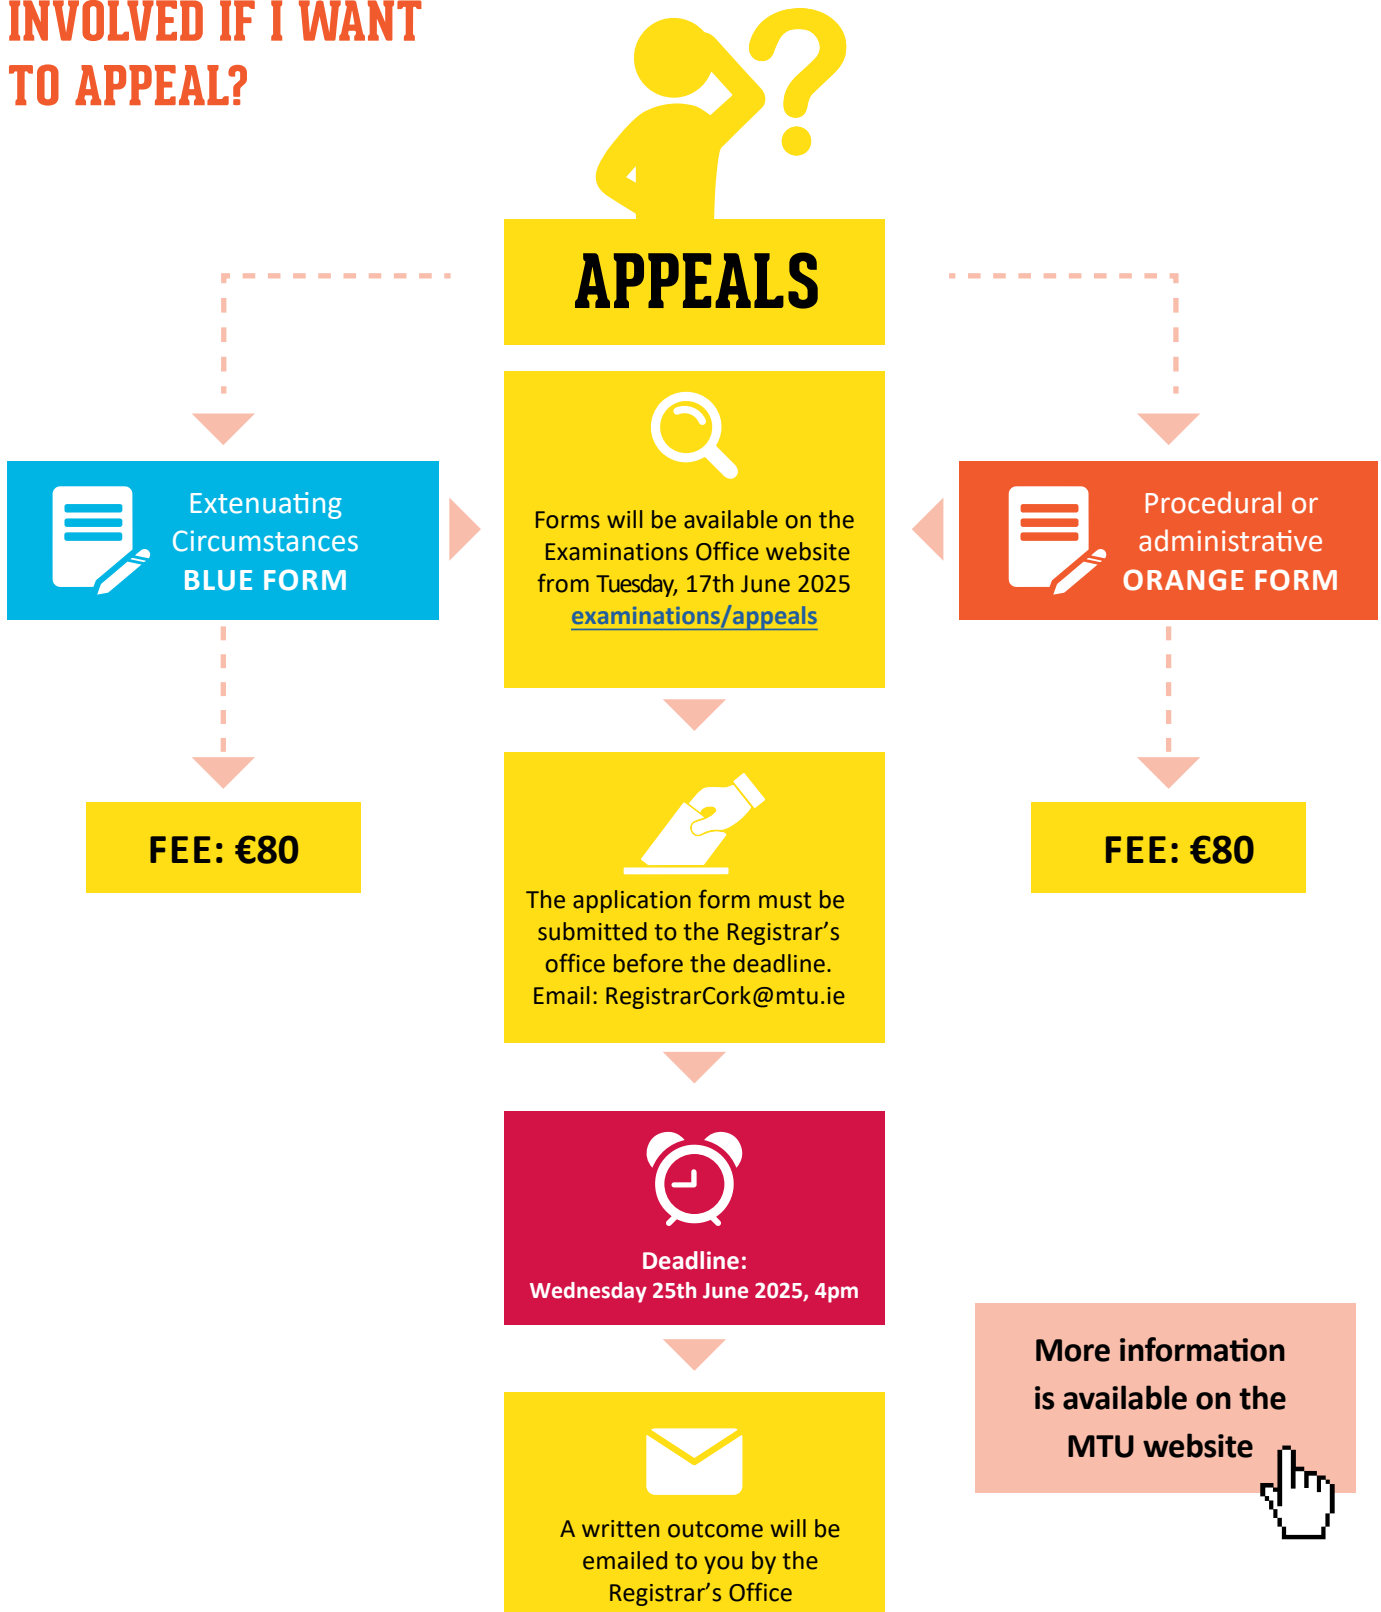 INVOLVED IF I WANT
TO APPEAL?
APPEALS
Extenuating
Circumstances
BLUE FORM
Forms will be available on the
Examinations Office website
from Tuesday, 17th June 2025
examinations/appeals
Procedural or
administrative
ORANGE FORM
FEE: €80
FEE: €80
The application form must be
submitted to the Registrar’s
office before the deadline.
Email: RegistrarCork@mtu.ie
Deadline:
Wednesday 25th June 2025, 4pm
More information
is available on the
MTU website
A written outcome will be
emailed to you by the
Registrar’s Office